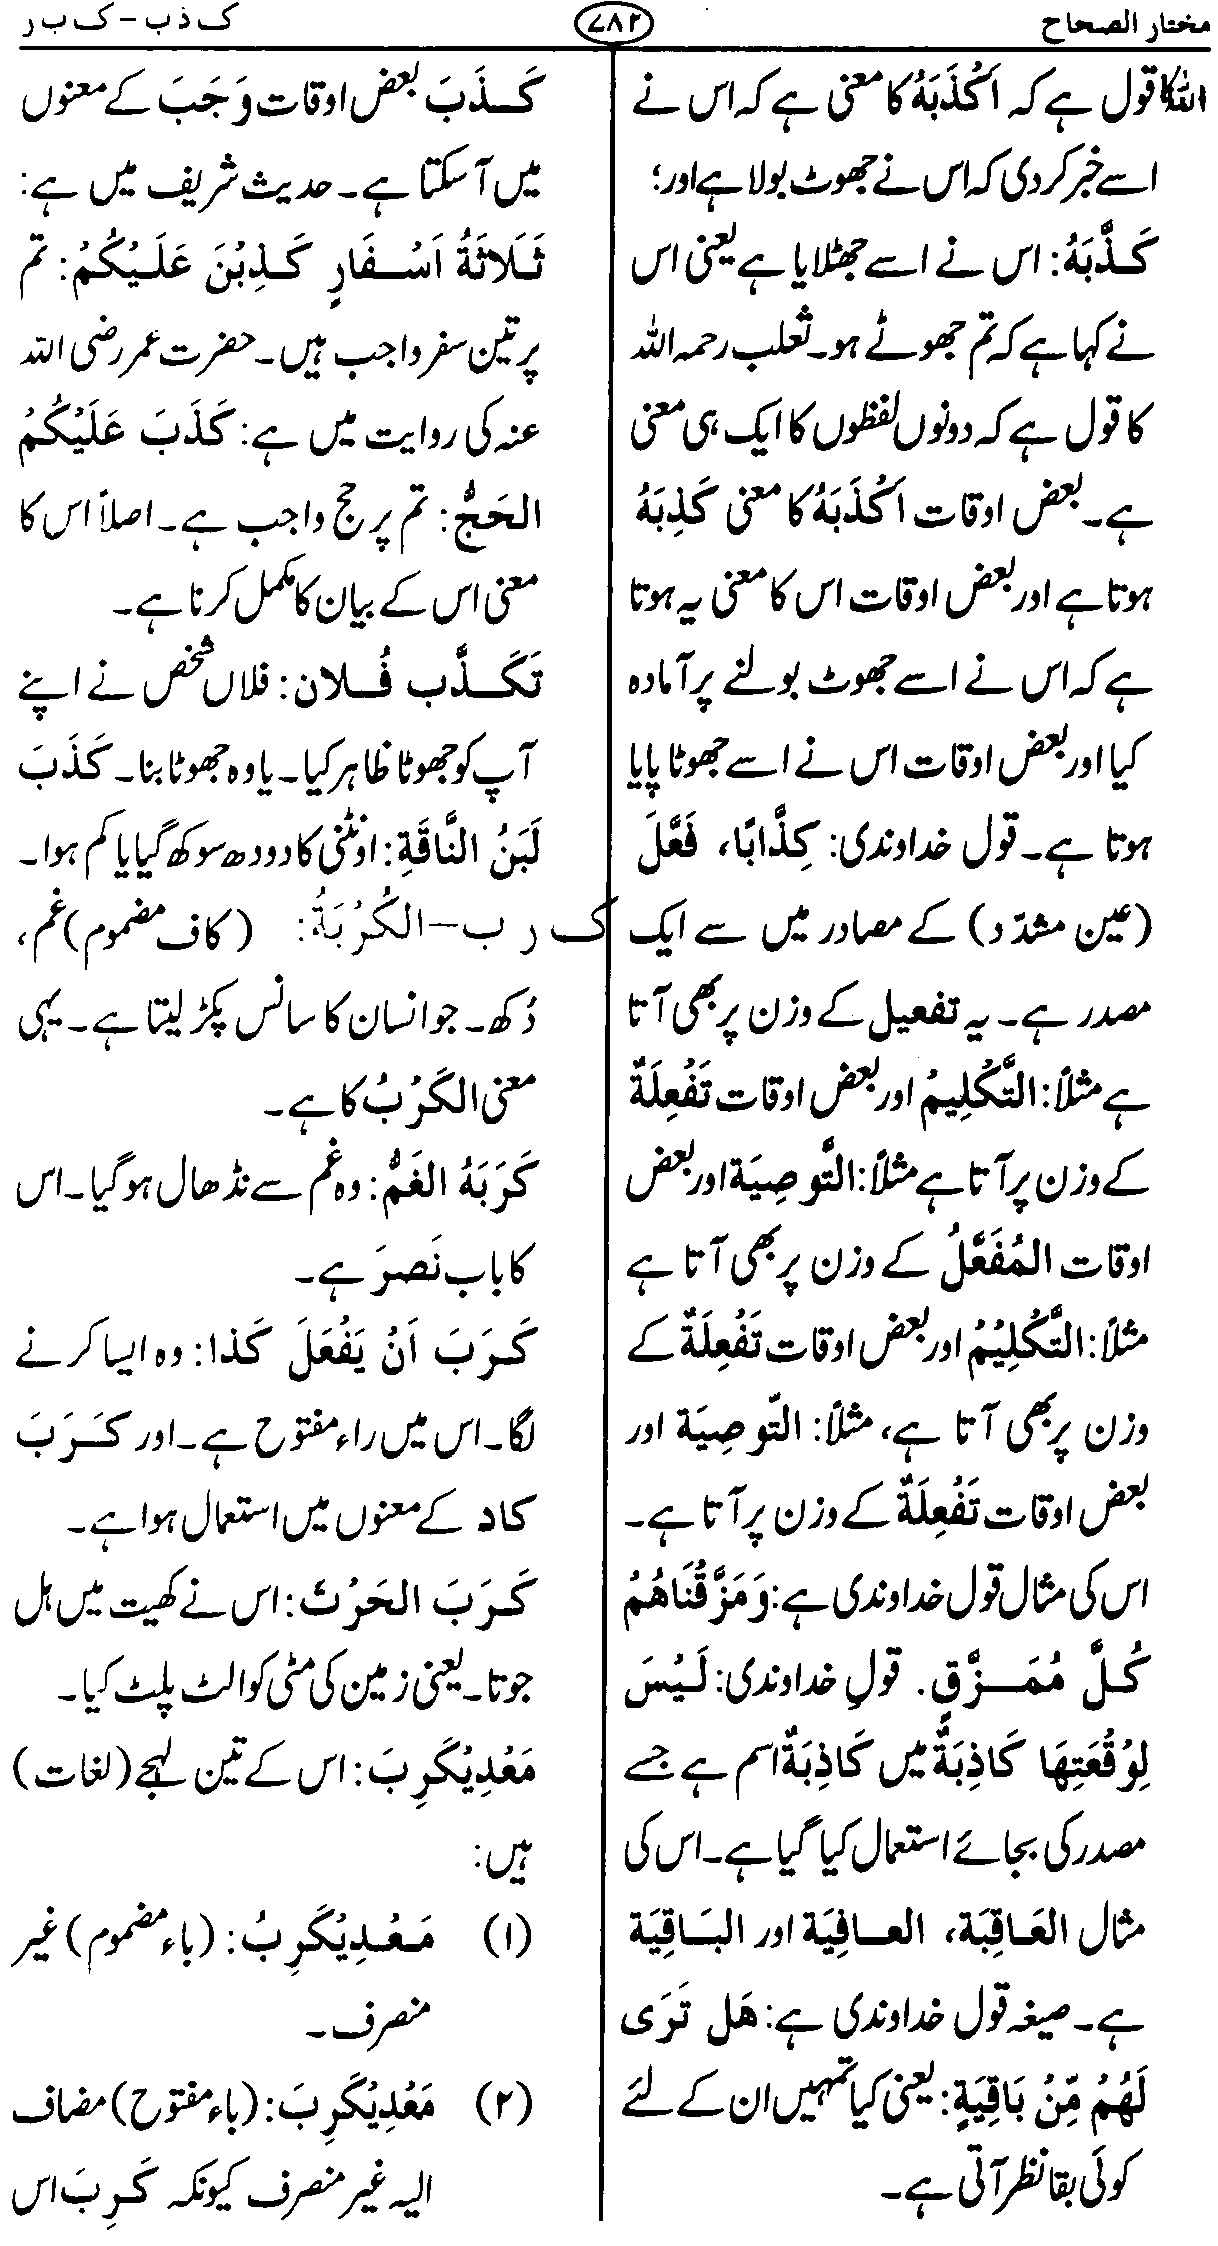 مختار الصحاح
۷۸۲
ک ذ ب – ک ب ر
اللہ کا قول ہے کہ اَکْذَبَهُ کا معنی ہے کہ اس نے
اسے خبر کر دی کہ اس نے جھوٹ بولا ہے اور؛
کَذَّبَهُ: اس نے اسے جھٹلایا ہے یعنی اس
نے کہا ہے کہ تم جھوٹے ہو۔ ثعلب رحمہ اللہ
کا قول ہے کہ دونوں لفظوں کا ایک ہی معنی
ہے۔ بعض اوقات اَکْذَبَهُ کا معنی کَذِبَهُ
ہوتا ہے اور بعض اوقات اس کا معنی یہ ہوتا
ہے کہ اس نے اسے جھوٹ بولنے پر آمادہ
کیا اور بعض اوقات اس نے اسے جھوٹا پایا
ہوتا ہے۔ قول خداوندی: کِذَّابًا، فَعَّلَ
(عین مشدّد) کے مصادر میں سے ایک
مصدر ہے۔ یہ تفعیل کے وزن پر بھی آتا
ہے مثلاً: التَّکْلِیمُ اور بعض اوقات تَفْعِلَةٌ
کے وزن پر آتا ہے مثلاً: التَّوصِیَة اور بعض
اوقات المُفَعَّلُ کے وزن پر بھی آتا ہے
مثلاً: التَّکْلِیْمُ اور بعض اوقات تَفْعِلَةٌ کے
وزن پر بھی آتا ہے، مثلاً: التّوصِیَة اور
بعض اوقات تَفْعِلَةٌ کے وزن پر آتا ہے۔
اس کی مثال قول خداوندی ہے: وَمَزَّقْنَاهُمْ
کُلَّ مُمَزَّقٍ. قولِ خداوندی: لَیْسَ
لِوَقْعَتِهَا کَاذِبَةٌ میں کَاذِبَةٌ اسم ہے جسے
مصدر کی بجائے استعمال کیا گیا ہے۔ اس کی
مثال العَاقِبَة، العافِیَة اور البَاقِیَة
ہے۔ صیغہ قول خداوندی ہے: هَل تَرَی
لَهُمْ مِّنْ بَاقِیَةٍ: یعنی کیا تمہیں ان کے لئے
کوئی بقا نظر آتی ہے۔
کَذَبَ بعض اوقات وَجَبَ کے معنوں
میں آ سکتا ہے۔ حدیث شریف میں ہے:
ثَلَاثَةُ اَسْفَارٍ کَذِبْنَ عَلَیْکُمْ: تم
پر تین سفر واجب ہیں۔ حضرت عمر رضی اللہ
عنہ کی روایت میں ہے: کَذَبَ عَلَیْکُمْ
الحَجُّ: تم پر حج واجب ہے۔ اصلاً اس کا
معنی اس کے بیان کا مکمل کرنا ہے۔
تَکَذَّبَ فُلان: فلاں شخص نے اپنے
آپ کو جھوٹا ظاہر کیا۔ یا وہ جھوٹا بنا۔ کَذَبَ
لَبَنُ النَّاقَةِ: اونٹنی کا دودھ سوکھ گیا یا کم ہوا۔
ک ر ب – الکُرْبَةُ: (کاف مضموم) غم،
دُکھ۔ جو انسان کا سانس پکڑ لیتا ہے۔ یہی
معنی الکَرْبُ کا ہے۔
کَرَبَهُ الغَمُّ: وہ غم سے نڈھال ہو گیا۔ اس
کا باب نَصَرَ ہے۔
کَرَبَ اَنْ یَفْعَلَ کَذا: وہ ایسا کرنے
لگا۔ اس میں راء مفتوح ہے۔ اور کَرَبَ
کاد کے معنوں میں استعمال ہوا ہے۔
کَرَبَ الحَرْثَ: اس نے کھیت میں ہل
جوتا۔ یعنی زمین کی مٹی کو الٹ پلٹ کیا۔
مَعْدِیْکَرِبَ: اس کے تین لہجے (لغات)
ہیں:
(۱) مَعْدِیْکَرِبُ: (باء مضموم) غیر
منصرف۔
(۲) مَعْدِیْکَرِبَ: (باء مفتوح) مضاف
الیہ غیر منصرف کیونکہ کَرِبَ اس